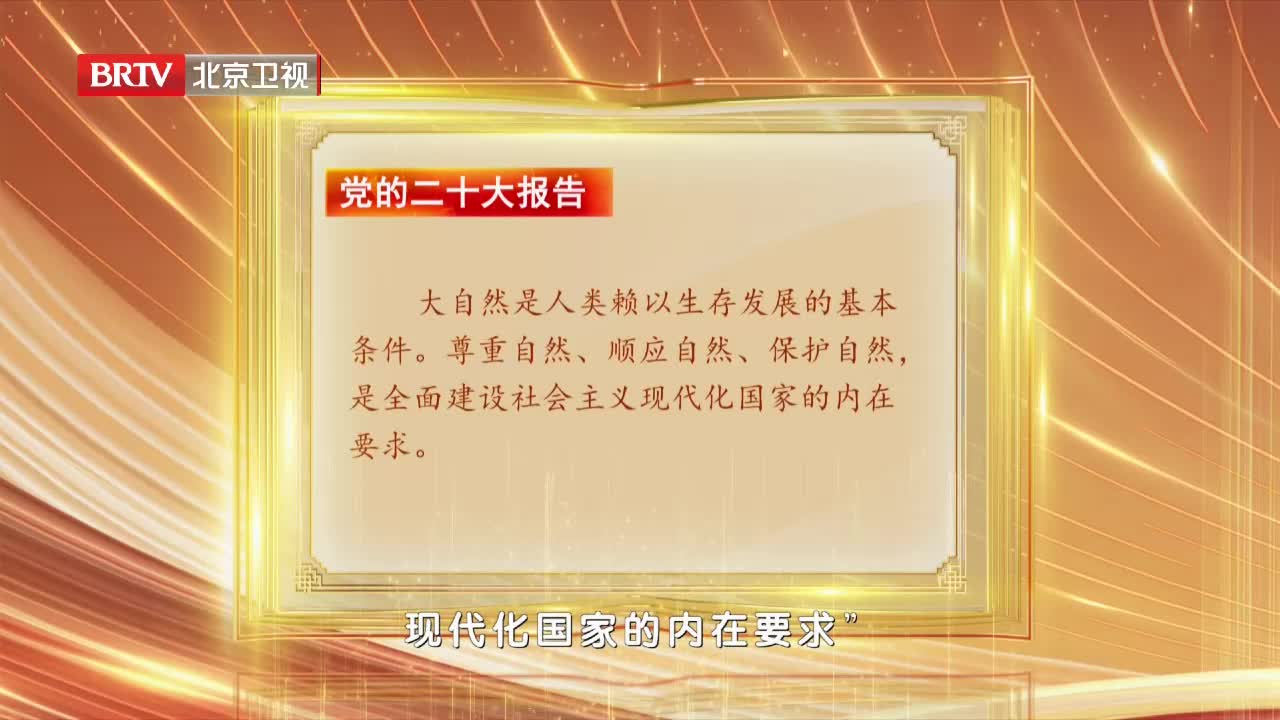 BRTV 北京卫视
党的二十大报告
大自然是人类赖以生存发展的基本
条件。尊重自然、顺应自然、保护自然，
是全面建设社会主义现代化国家的内在
要求。
现代化国家的内在要求”